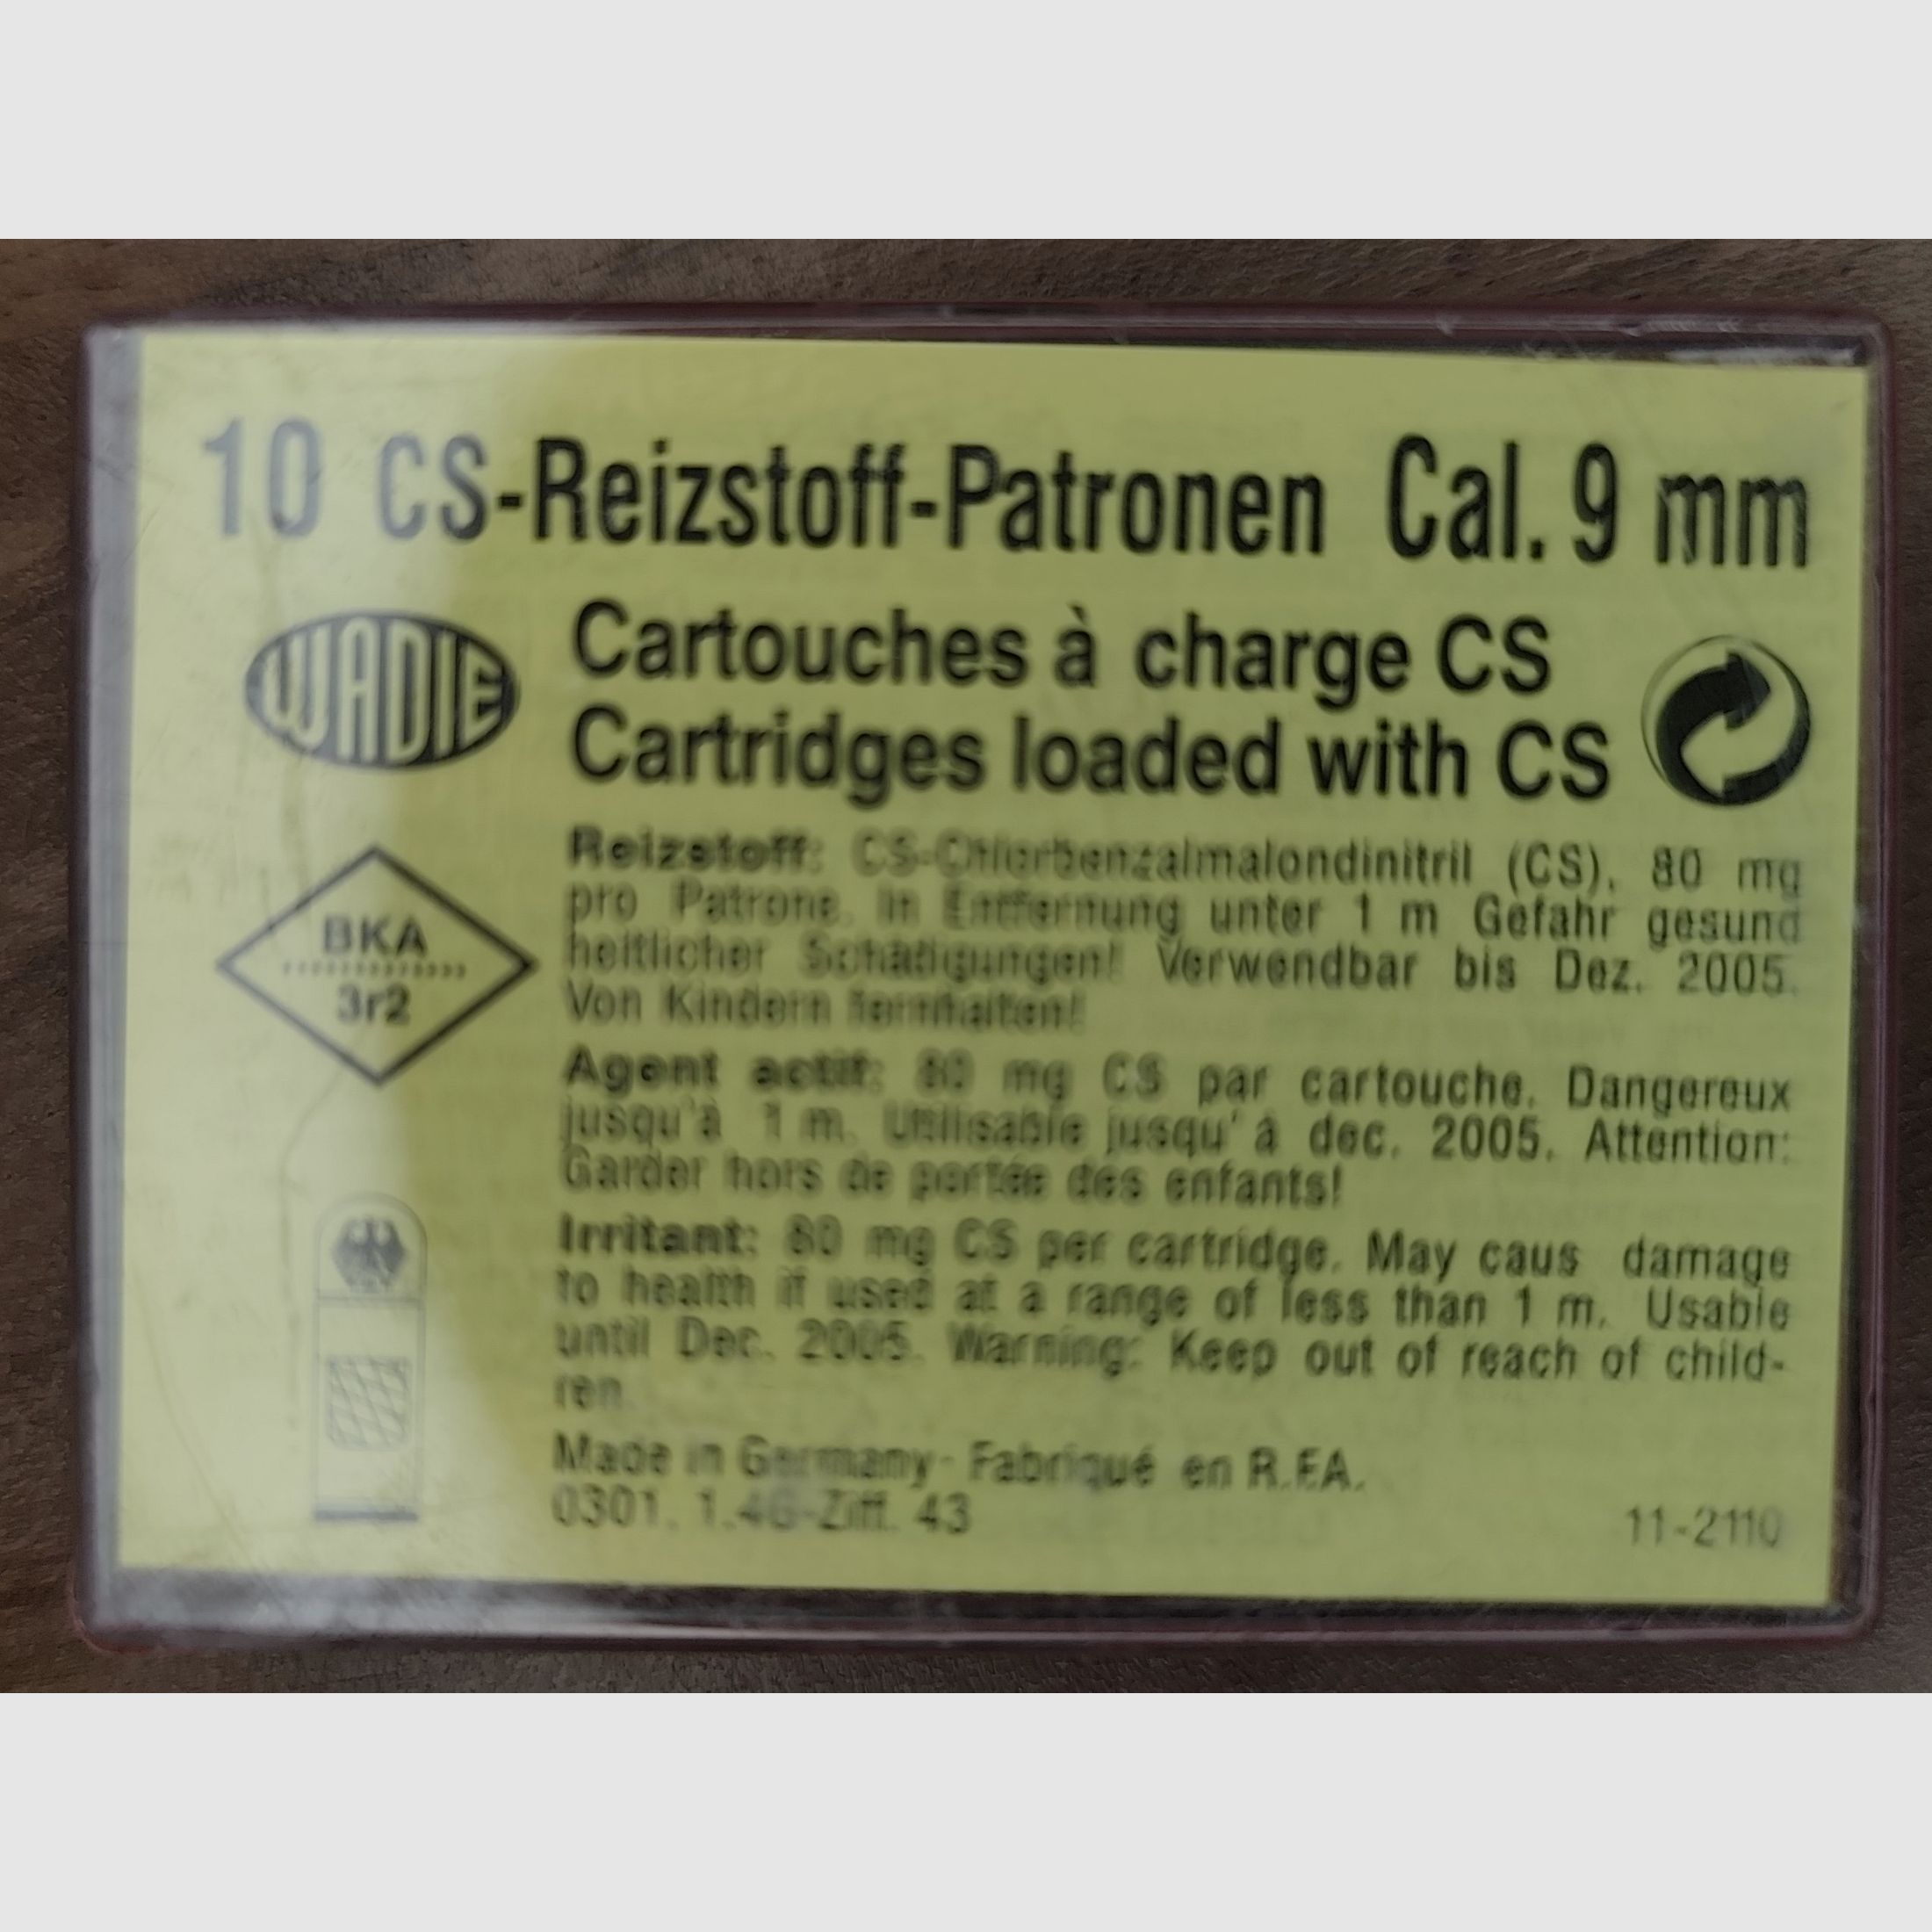 10 CS-Reizstoff-Patronen Cal. 9 mm
WADIE
Cartouches à charge CS
Cartridges loaded with CS
BKA
3r2
Reizstoff: CS-Chlorbenzalmalondinitril (CS), 80 mg
pro Patrone. In Entfernung unter 1 m Gefahr gesund
heitlicher Schädigungen! Verwendbar bis Dez. 2005.
Von Kindern fernhalten!
Agent actif: 80 mg CS par cartouche. Dangereux
jusqu'à 1 m. Utilisable jusqu' à dec. 2005. Attention:
Garder hors de portée des enfants!
Irritant: 80 mg CS per cartridge. May caus damage
to health if used at a range of less than 1 m. Usable
until Dec. 2005. Warning: Keep out of reach of child-
ren.
Made in Germany - Fabriqué en R.F.A.
0301. 1.4G-Ziff. 43
11-2110